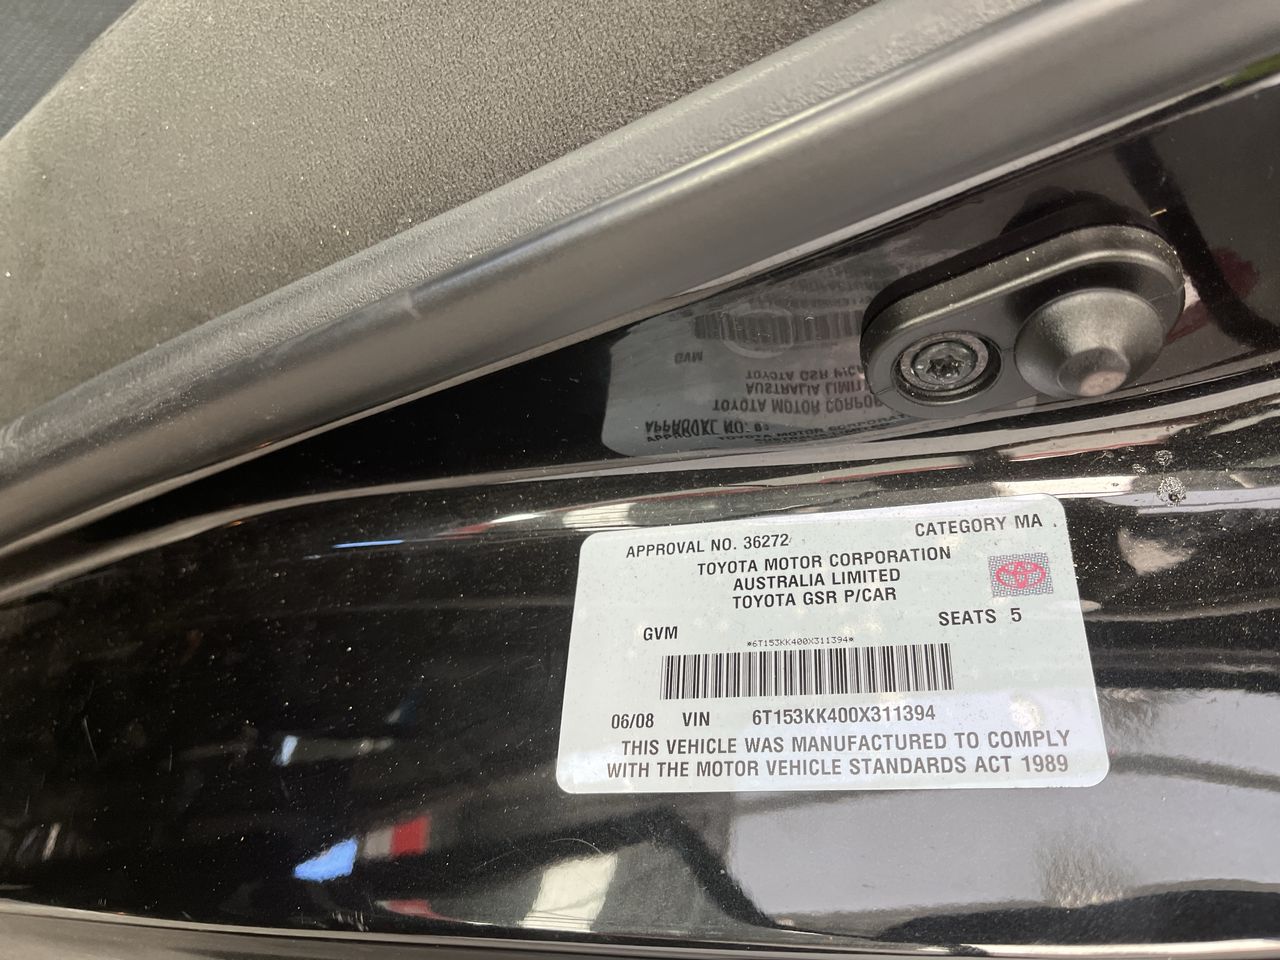 APPROVAL NO. 36272
CATEGORY MA
TOYOTA MOTOR CORPORATION
AUSTRALIA LIMITED
TOYOTA GSR P/CAR
GVM
SEATS 5
*6T153KK400X311394*
06/08 VIN 6T153KK400X311394
THIS VEHICLE WAS MANUFACTURED TO COMPLY
WITH THE MOTOR VEHICLE STANDARDS ACT 1989